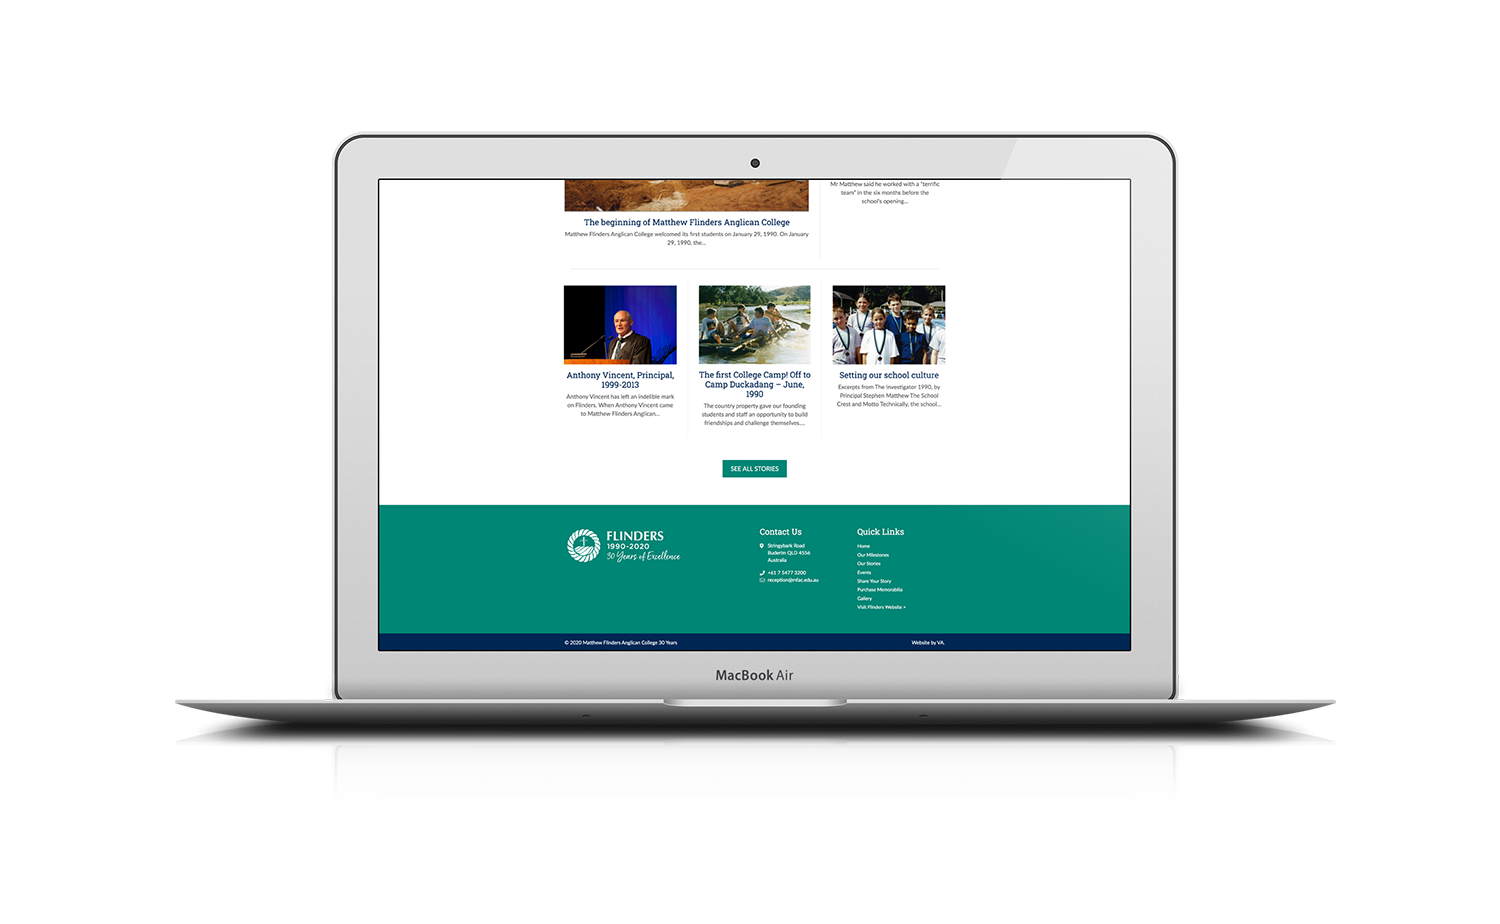 Mr Matthew said he worked with a "terrific
team" in the six months before the
school's opening...
The beginning of Matthew Flinders Anglican College
Matthew Flinders Anglican College welcomed its first students on January 29, 1990. On January
29, 1990, the...
Anthony Vincent, Principal,
1999-2013
Anthony Vincent has left an indelible mark
on Flinders. When Anthony Vincent came
to Matthew Flinders Anglican...
The first College Camp! Off to
Camp Duckadang – June,
1990
The country property gave our founding
students and staff an opportunity to build
friendships and challenge themselves....
Setting our school culture
Excerpts from The Investigator 1990, by
Principal Stephen Matthew The School
Crest and Motto Technically, the school...
SEE ALL STORIES
FLINDERS
1990-2020
30 Years of Excellence
Contact Us
Stringybark Road
Buderim QLD 4556
Australia
+61 7 5477 3200
reception@mfac.edu.au
Quick Links
Home
Our Milestones
Our Stories
Events
Share Your Story
Purchase Memorabilia
Gallery
Visit Flinders Website >
© 2020 Matthew Flinders Anglican College 30 Years
Website by VA.
MacBook Air